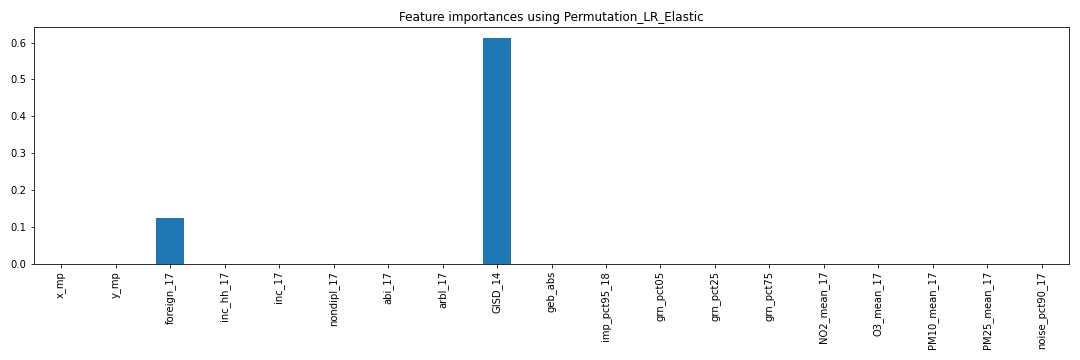 Feature importances using Permutation_LR_Elastic
0.6
0.5
0.4
0.3
0.2
0.1
0.0
x_mp
y_mp
foreign_17
inc_hh_17
inc_17
nondipl_17
abi_17
arbl_17
GISD_14
geb_abs
imp_pct95_18
grn_pct05
grn_pct25
grn_pct75
NO2_mean_17
O3_mean_17
PM10_mean_17
PM25_mean_17
noise_pct90_17